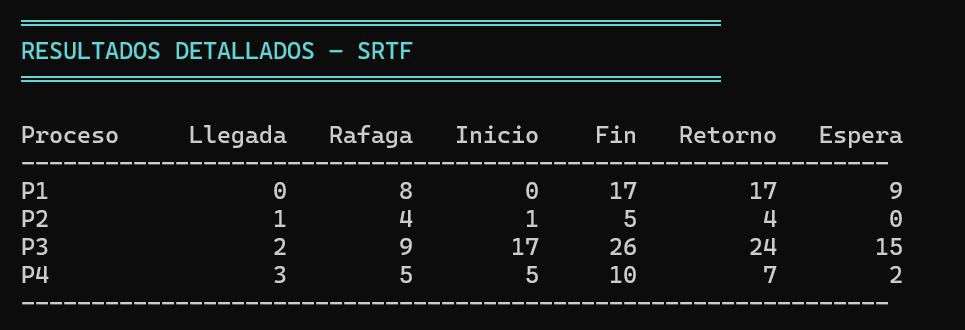 RESULTADOS DETALLADOS - SRTF
Proceso Llegada Rafaga Inicio Fin Retorno Espera
P1 0 8 0 17 17 9
P2 1 4 1 5 4 0
P3 2 9 17 26 24 15
P4 3 5 5 10 7 2